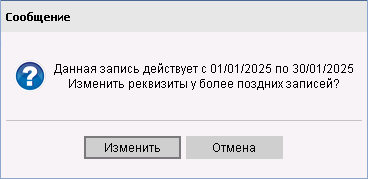 Сообщение
Данная запись действует с 01/01/2025 по 30/01/2025
Изменить реквизиты у более поздних записей?
Изменить
Отмена